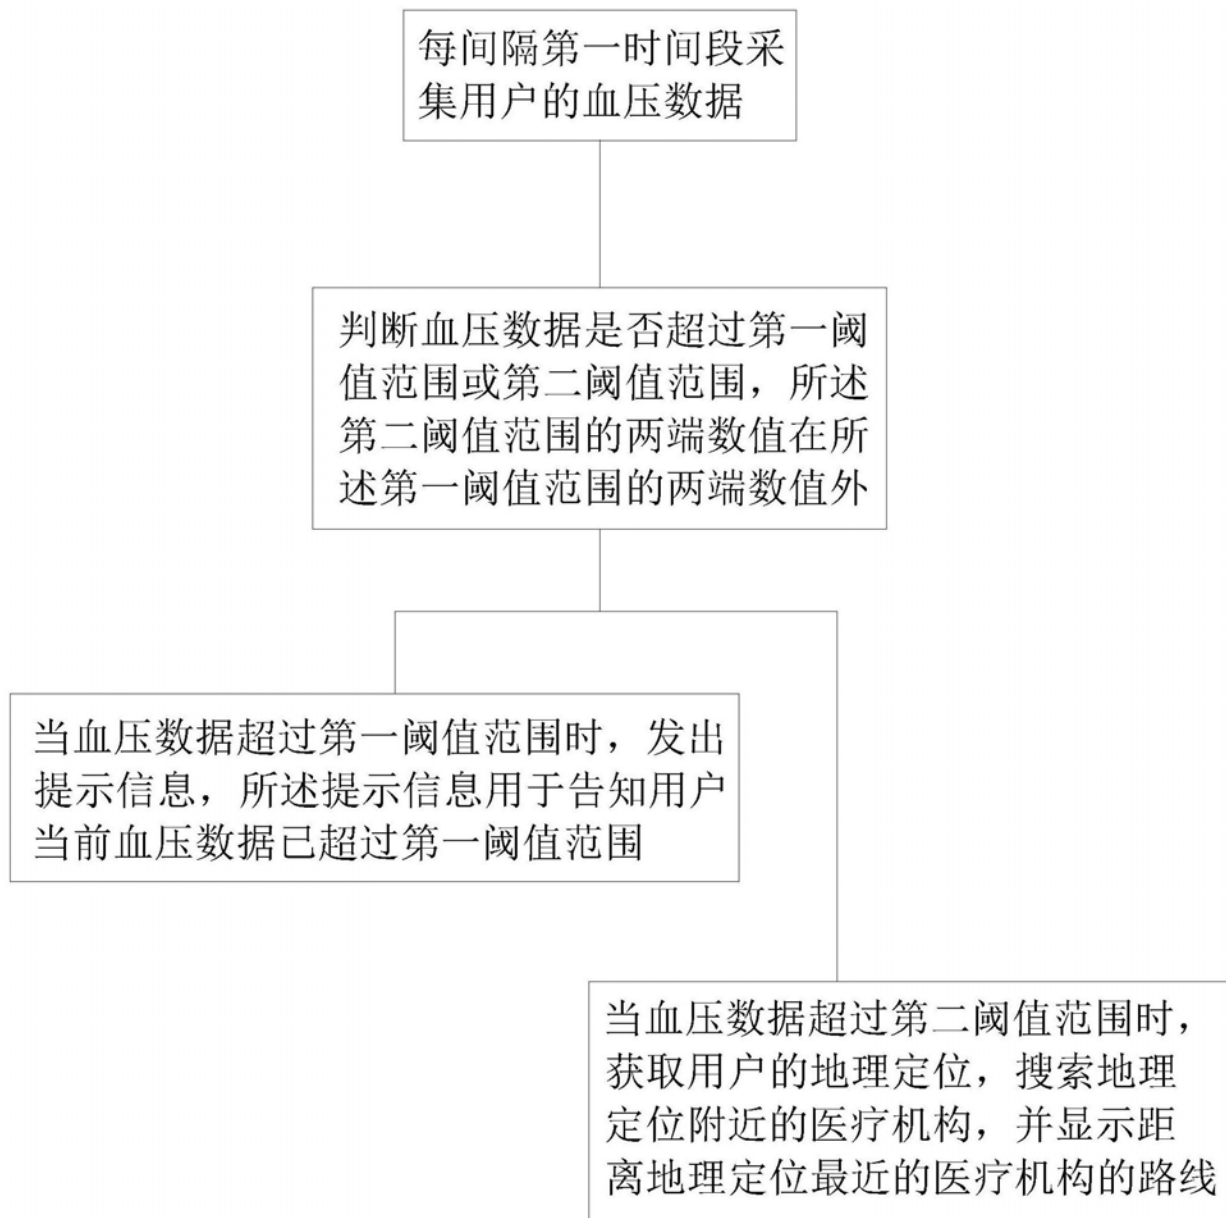 每间隔第一时间段采
集用户的血压数据
判断血压数据是否超过第一阈
值范围或第二阈值范围，所述
第二阈值范围的两端数值在所
述第一阈值范围的两端数值外
当血压数据超过第一阈值范围时，发出
提示信息，所述提示信息用于告知用户
当前血压数据已超过第一阈值范围
当血压数据超过第二阈值范围时，
获取用户的地理定位，搜索地理
定位附近的医疗机构，并显示距
离地理定位最近的医疗机构的路线